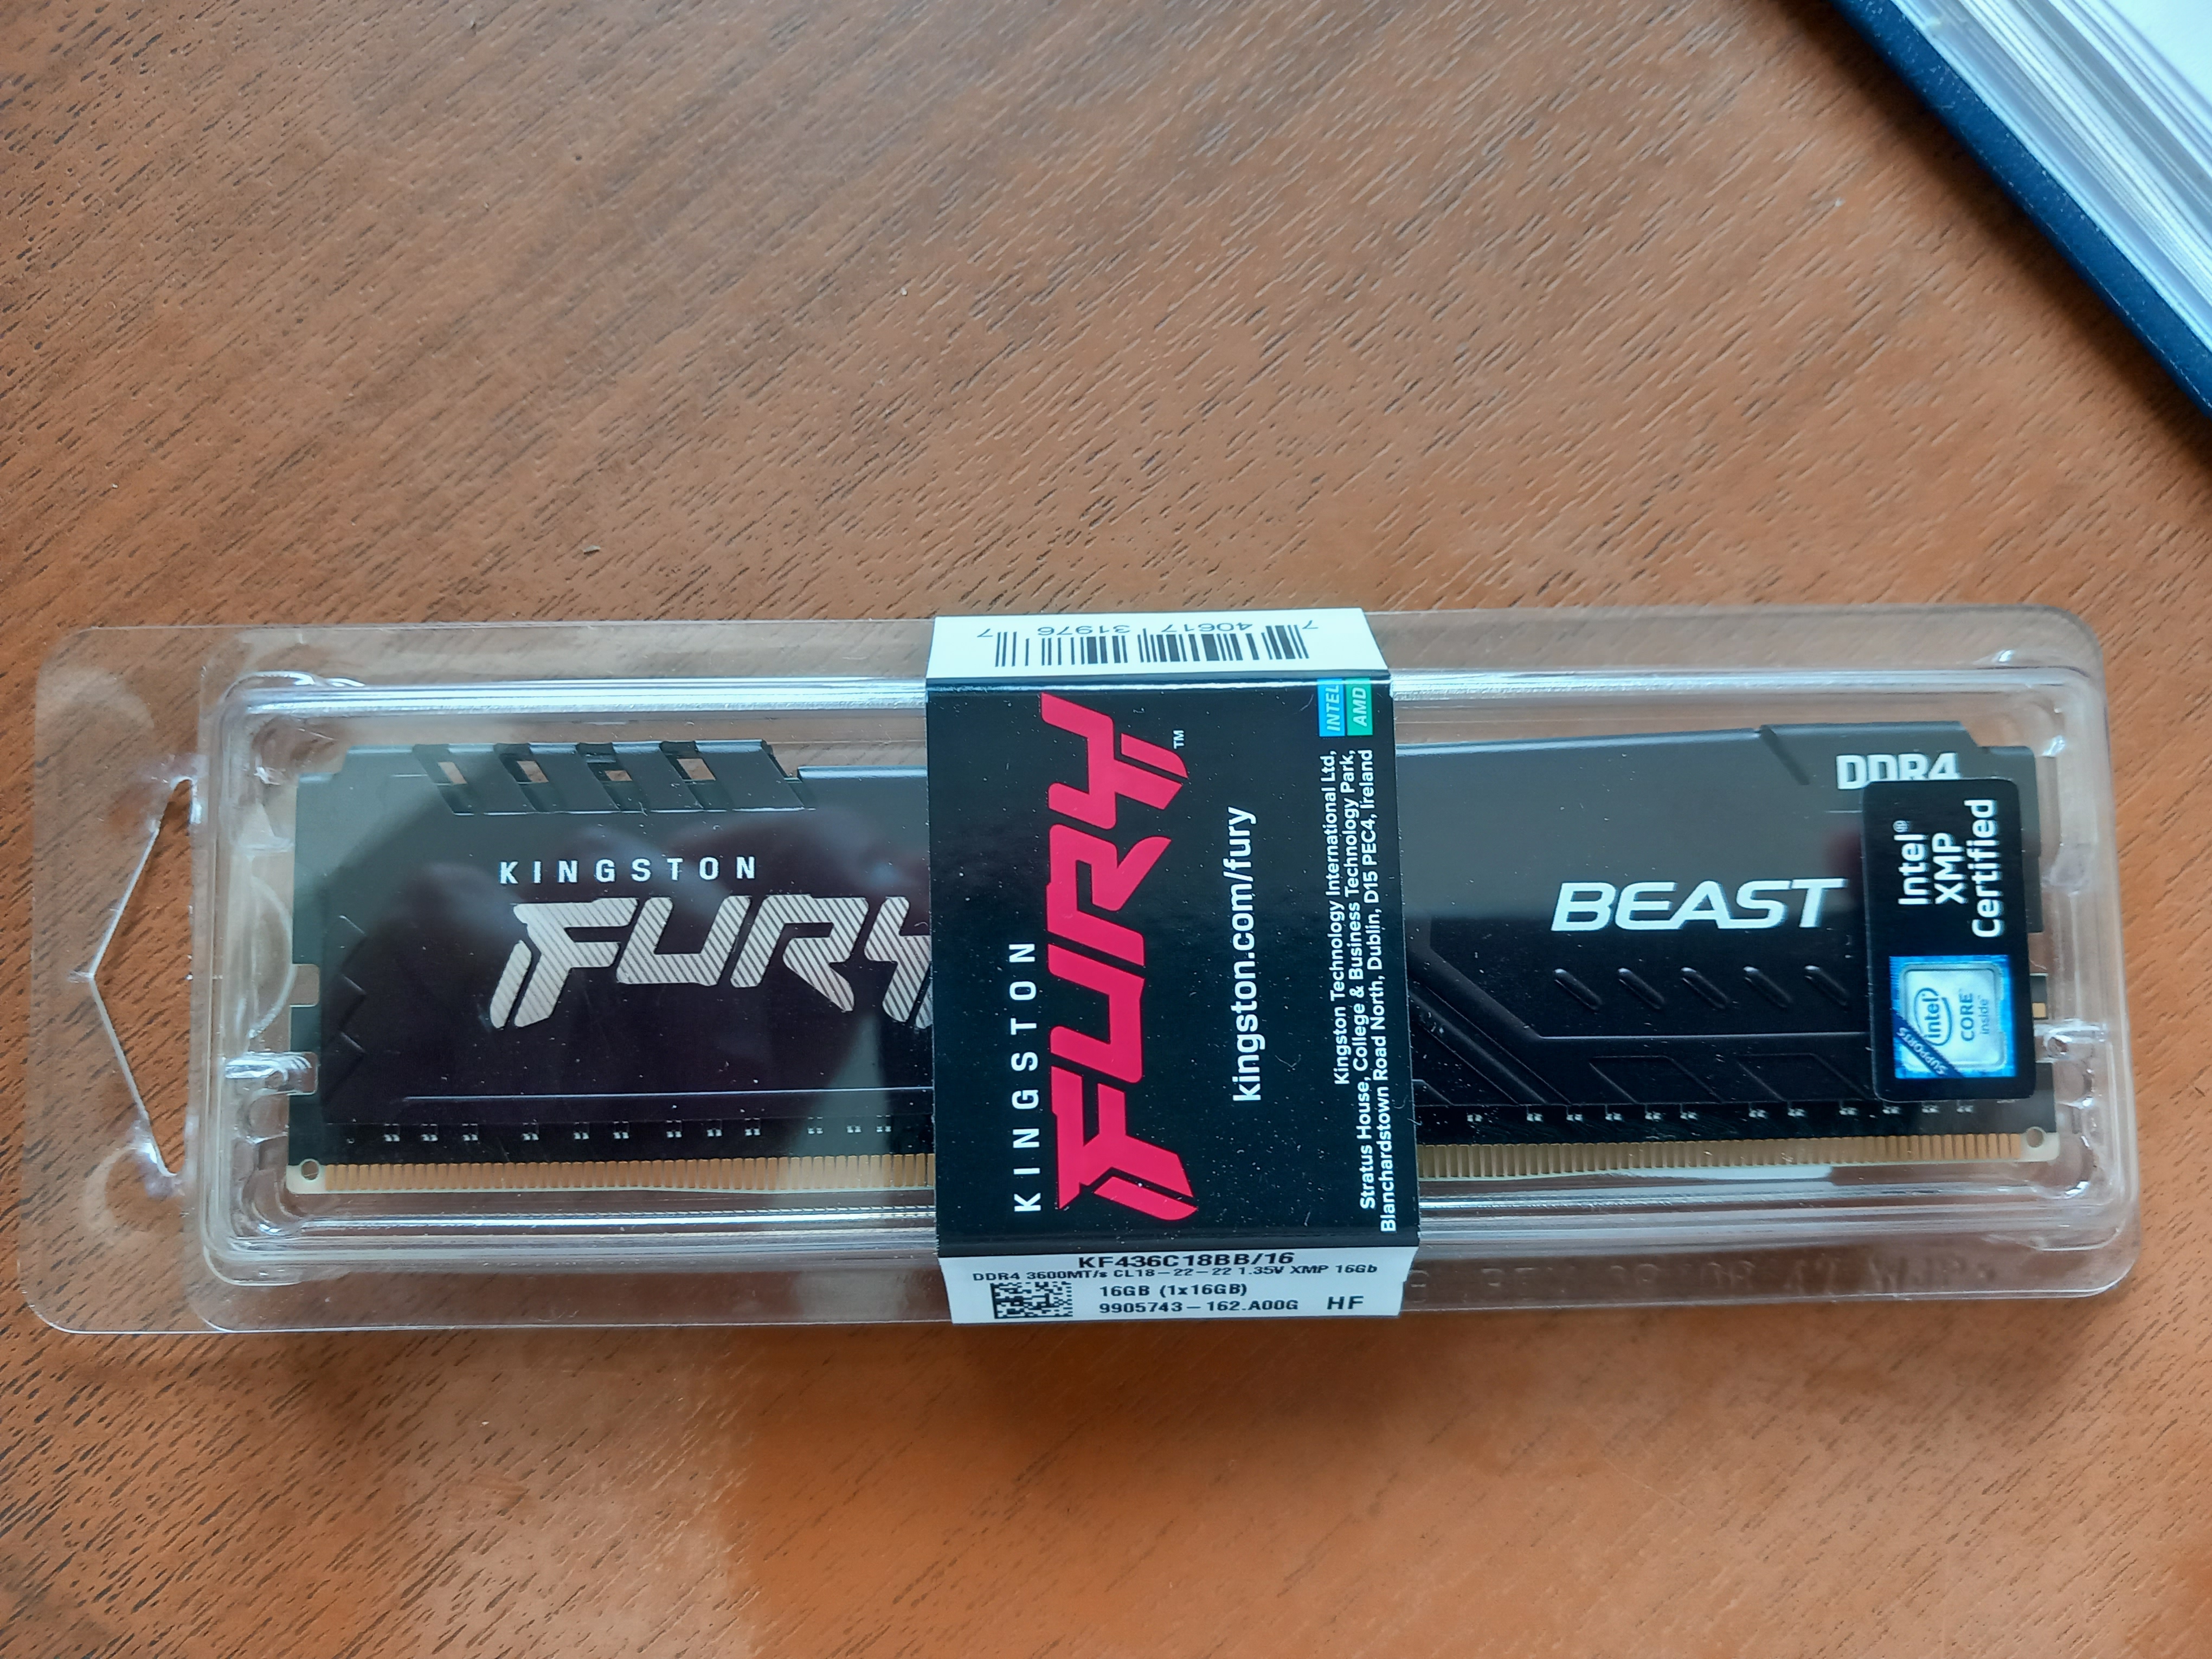 7 40617 31976 7
KINGSTON
FURY
KINGSTON
FURY™
kingston.com/fury
INTEL
AMD
Kingston Technology International Ltd,
Stratus House, College & Business Technology Park,
Blanchardstown Road North, Dublin, D15 PEC4, Ireland
DDR4
BEAST
Intel®
XMP
Certified
SUPPORTS
intel
CORE™
inside™
KF436C18BB/16
DDR4 3600MT/s CL18-22-22 1.35V XMP 16Gb
16GB (1x16GB)
9905743-162.A00G HF